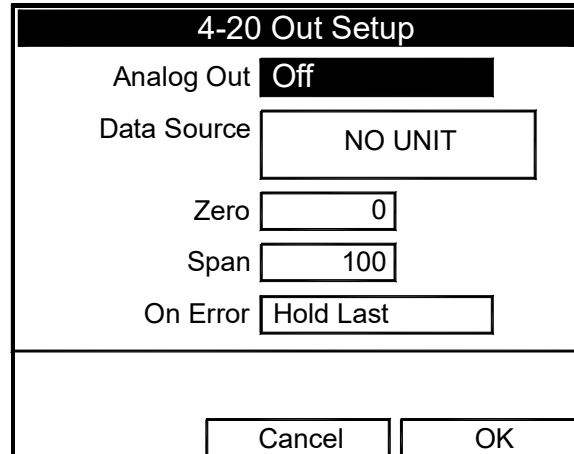 4-20 Out Setup
Analog Out Off
Data Source NO UNIT
Zero 0
Span 100
On Error Hold Last
Cancel OK